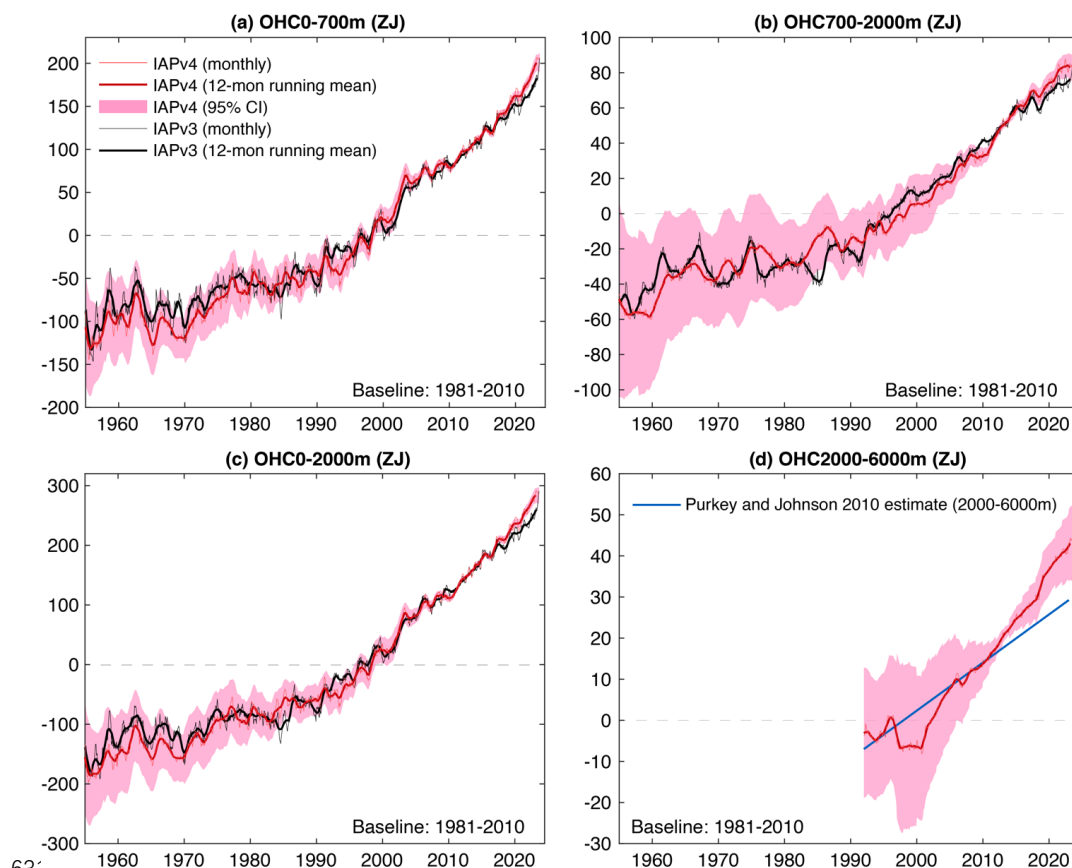 (a) OHC0-700m (ZJ)
200
150
100
50
0
-50
-100
-150
-200
IAPv4 (monthly)
IAPv4 (12-mon running mean)
IAPv4 (95% CI)
IAPv3 (monthly)
IAPv3 (12-mon running mean)
Baseline: 1981-2010
1960 1970 1980 1990 2000 2010 2020
(b) OHC700-2000m (ZJ)
100
80
60
40
20
0
-20
-40
-60
-80
-100
Baseline: 1981-2010
1960 1970 1980 1990 2000 2010 2020
(c) OHC0-2000m (ZJ)
300
200
100
0
-100
-200
-300
Baseline: 1981-2010
1960 1970 1980 1990 2000 2010 2020
(d) OHC2000-6000m (ZJ)
60
50
40
30
20
10
0
-10
-20
-30
Purkey and Johnson 2010 estimate (2000-6000m)
Baseline: 1981-2010
1960 1970 1980 1990 2000 2010 2020